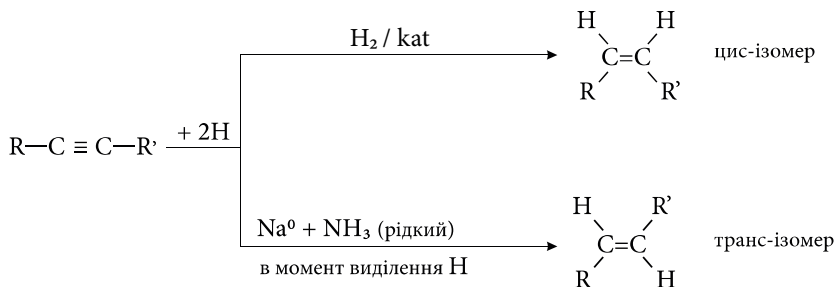 H₂ / kat
H H
C=C
R R’
цис-ізомер
R—C ≡ C—R’
+ 2H
Na⁰ + NH₃ (рідкий)
в момент виділення H
H R’
C=C
R H
транс-ізомер